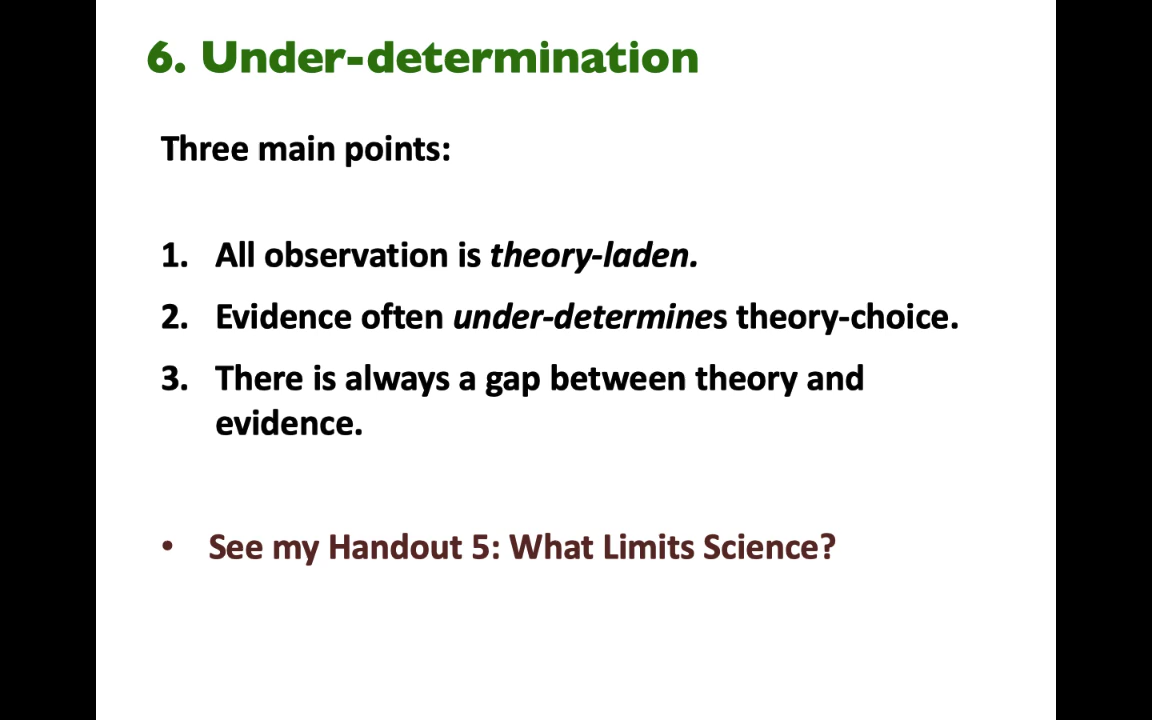 6. Under-determination
Three main points:
1. All observation is theory-laden.
2. Evidence often under-determines theory-choice.
3. There is always a gap between theory and
evidence.
• See my Handout 5: What Limits Science?